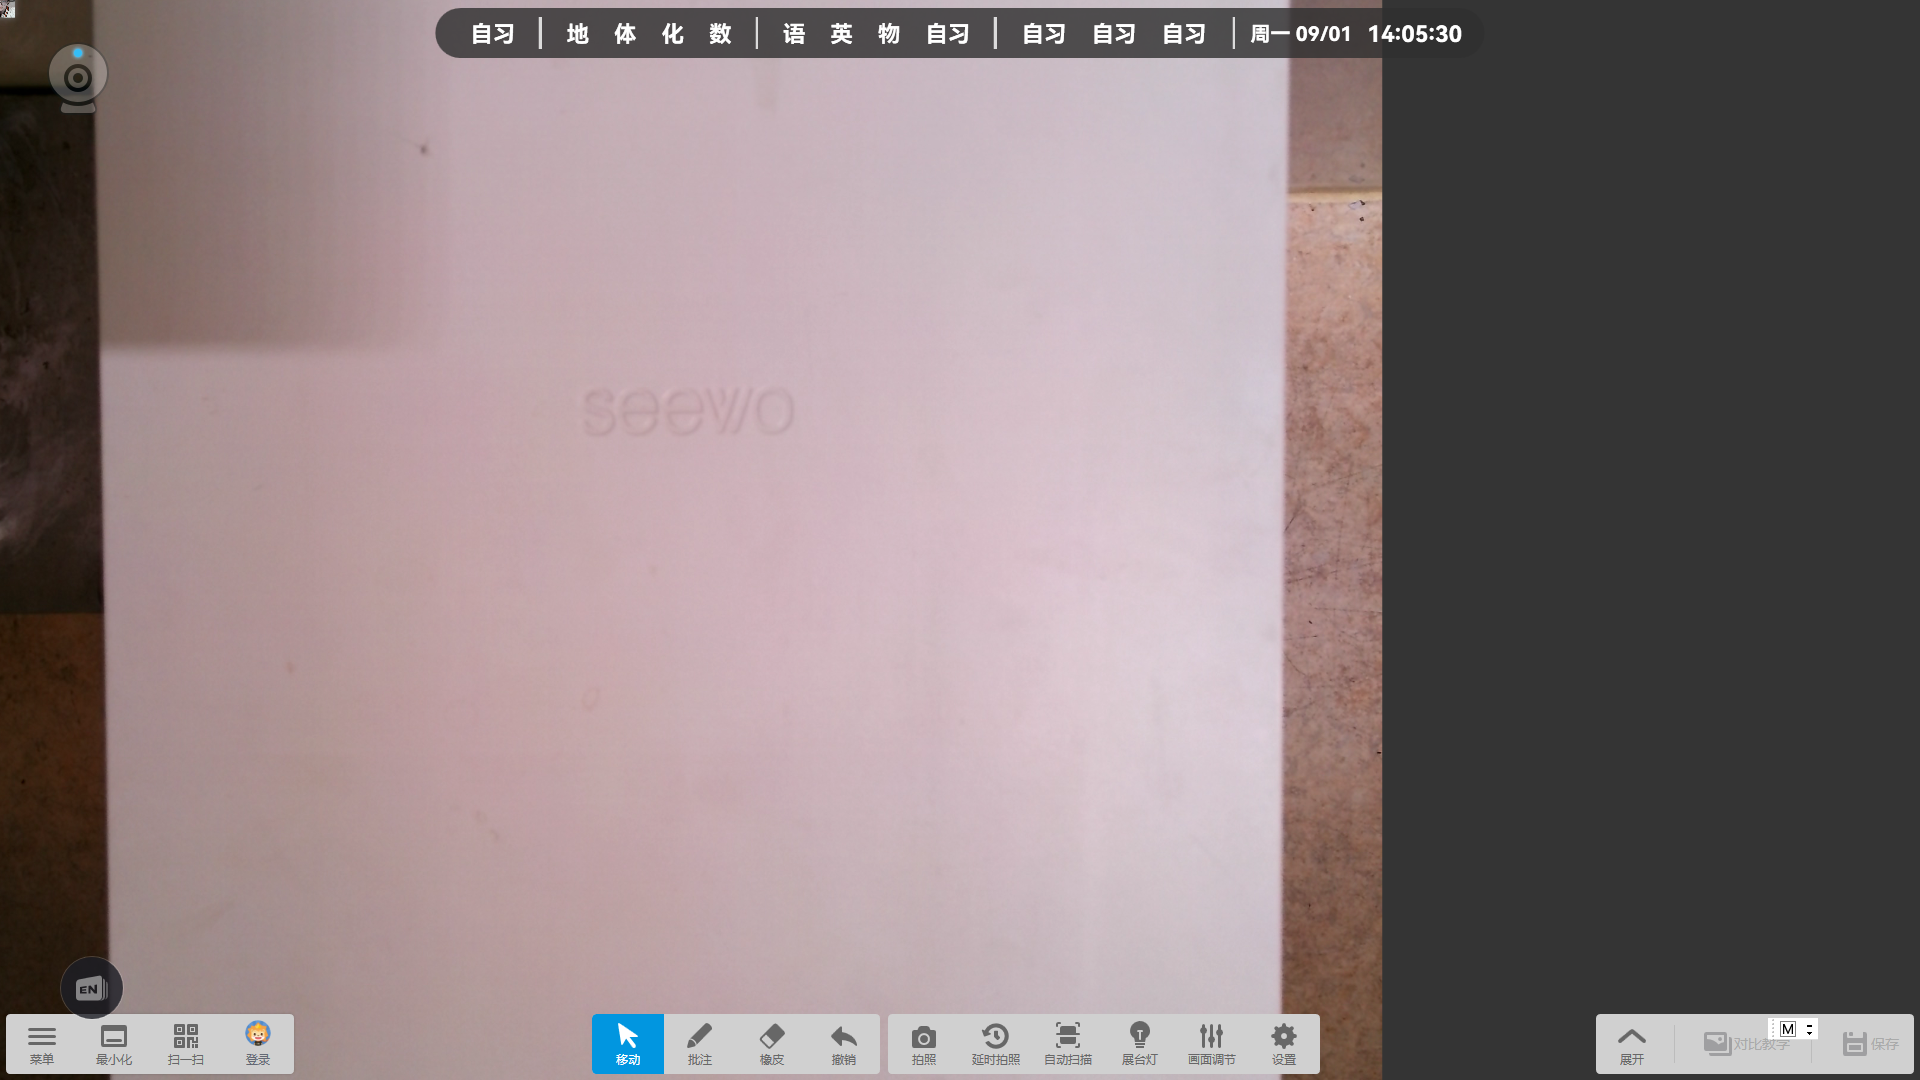 自习 | 地 体 化 数 | 语 英 物 自习 | 自习 自习 自习 | 周一 09/01 14:05:30
seewo
EN
菜单 最小化 扫一扫 登录 移动 批注 橡皮 撤销 拍照 延时拍照 自动扫描 展台灯 画面调节 设置 展开 对比教学 保存
M